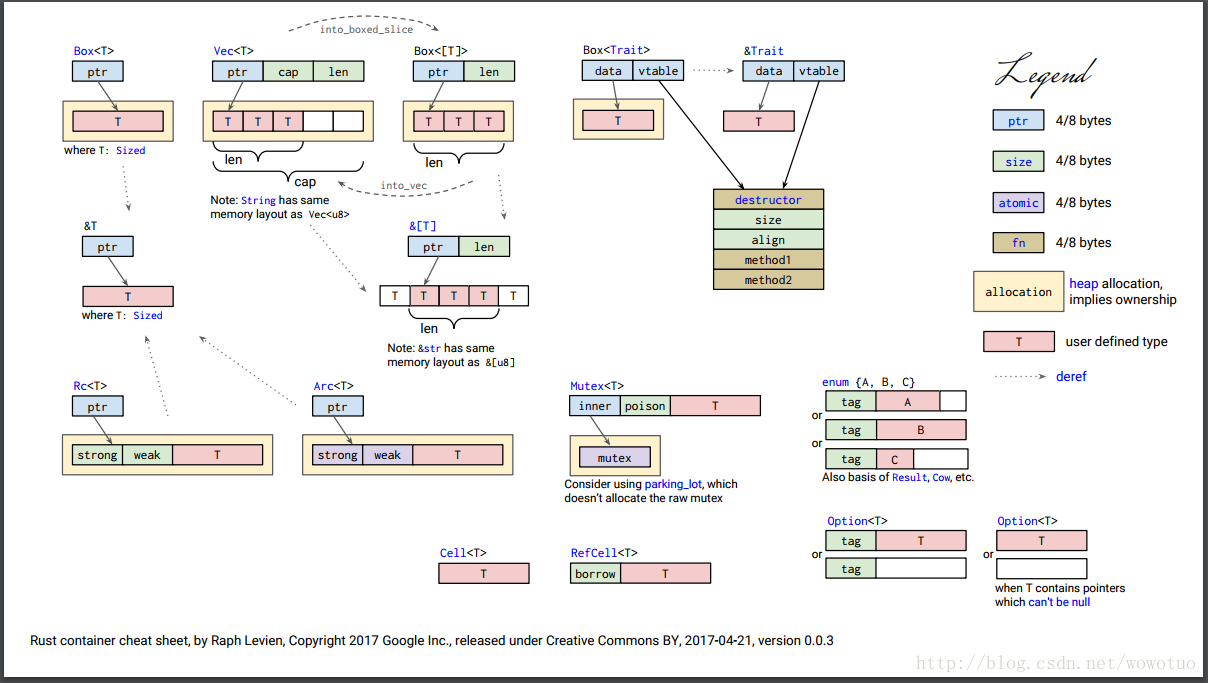 into_boxed_slice
Box<T>
ptr
T
where T: Sized
Vec<T>
ptr cap len
T T T
len
cap
Note: String has same
memory layout as Vec<u8>
Box<[T]>
ptr len
T T T
len
into_vec
Box<Trait>
data vtable
T
&Trait
data vtable
T
destructor
size
align
method1
method2
Legend
ptr 4/8 bytes
size 4/8 bytes
atomic 4/8 bytes
fn 4/8 bytes
allocation
heap allocation,
implies ownership
T user defined type
deref
&T
ptr
T
where T: Sized
&[T]
ptr len
T T T T T
len
Note: &str has same
memory layout as &[u8]
Rc<T>
ptr
strong weak T
Arc<T>
ptr
strong weak T
Mutex<T>
inner poison T
mutex
Consider using parking_lot, which
doesn't allocate the raw mutex
enum {A, B, C}
tag A
or
tag B
or
tag C
Also basis of Result, Cow, etc.
Cell<T>
T
RefCell<T>
borrow T
Option<T>
tag T
or
tag
Option<T>
T
or
when T contains pointers
which can't be null
Rust container cheat sheet, by Raph Levien, Copyright 2017 Google Inc., released under Creative Commons BY, 2017-04-21, version 0.0.3
http://blog.csdn.net/wowotuo